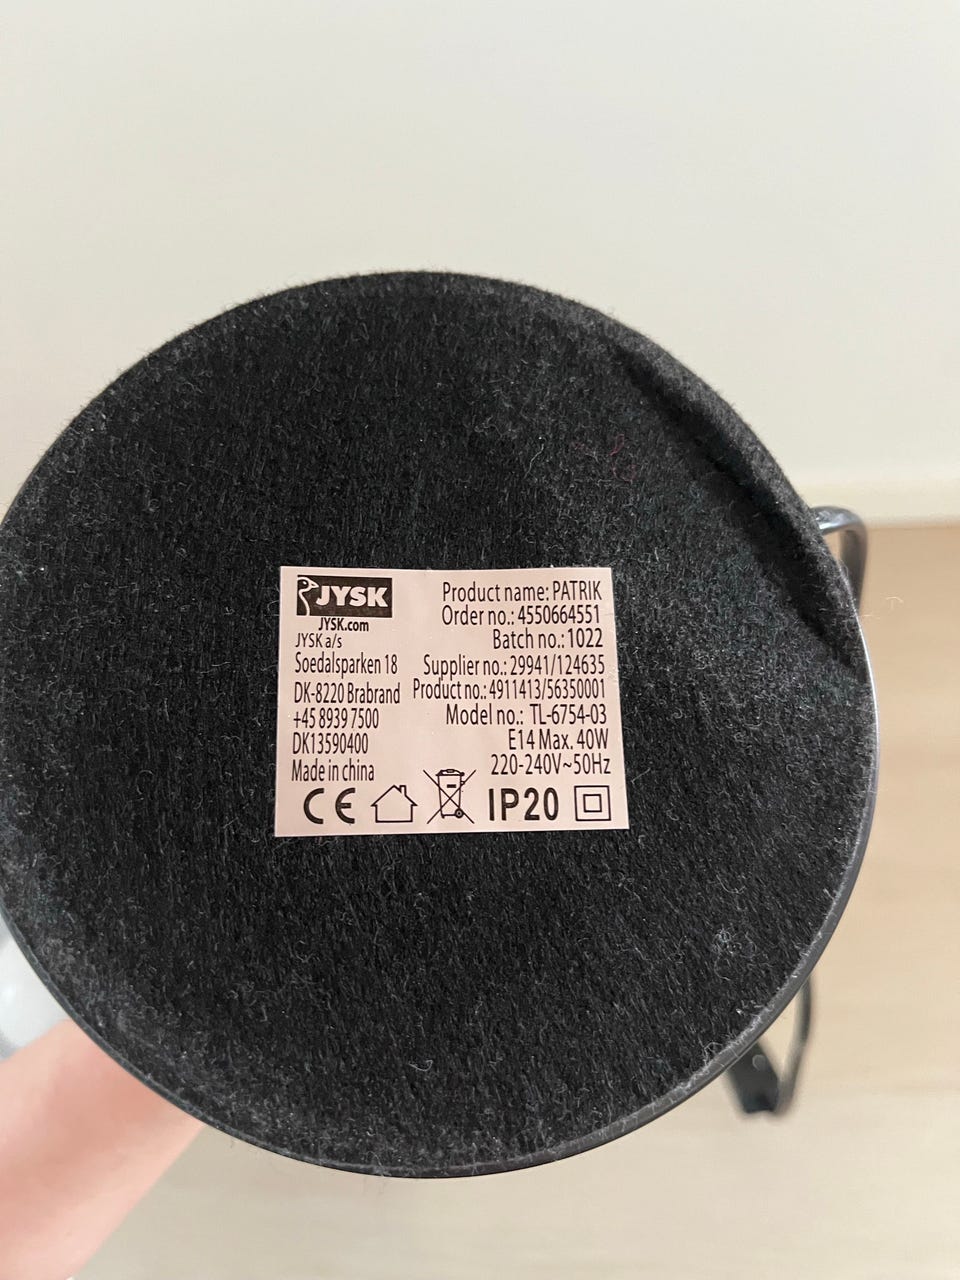 JYSK
JYSK.com
JYSK a/s
Soedalsparken 18
DK-8220 Brabrand
+45 8939 7500
DK13590400
Made in china
Product name: PATRIK
Order no.: 4550664551
Batch no.: 1022
Supplier no.: 29941/124635
Product no.: 4911413/56350001
Model no.: TL-6754-03
E14 Max. 40W
220-240V~50Hz
CE
IP20